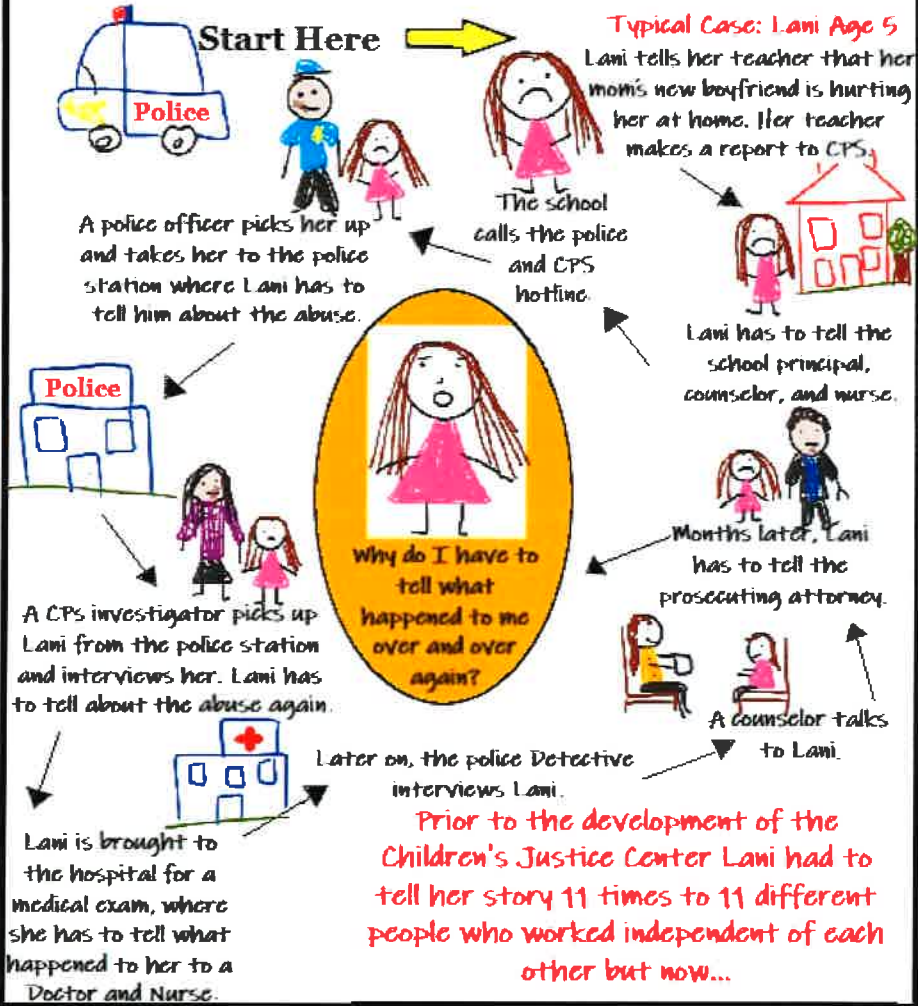 Start Here
Typical Case: Lani Age 5
Lani tells her teacher that her
mom's new boyfriend is hurting
her at home. Her teacher
makes a report to CPS.
Lani has to tell the
school principal,
counselor, and nurse.
The school
calls the police
and CPS
hotline.
Police
A police officer picks her up
and takes her to the police
station where Lani has to
tell him about the abuse.
Police
A CPs investigator picks up
Lani from the police station
and interviews her. Lani has
to tell about the abuse again.
Lani is brought to
the hospital for a
medical exam, where
she has to tell what
happened to her to a
Doctor and Nurse.
Later on, the police Detective
interviews Lani.
A counselor talks
to Lani.
Months later, Lani
has to tell the
prosecuting attorney.
Why do I have to
tell what
happened to me
over and over
again?
Prior to the development of the
Children's Justice Center Lani had to
tell her story 11 times to 11 different
people who worked independent of each
other but now...